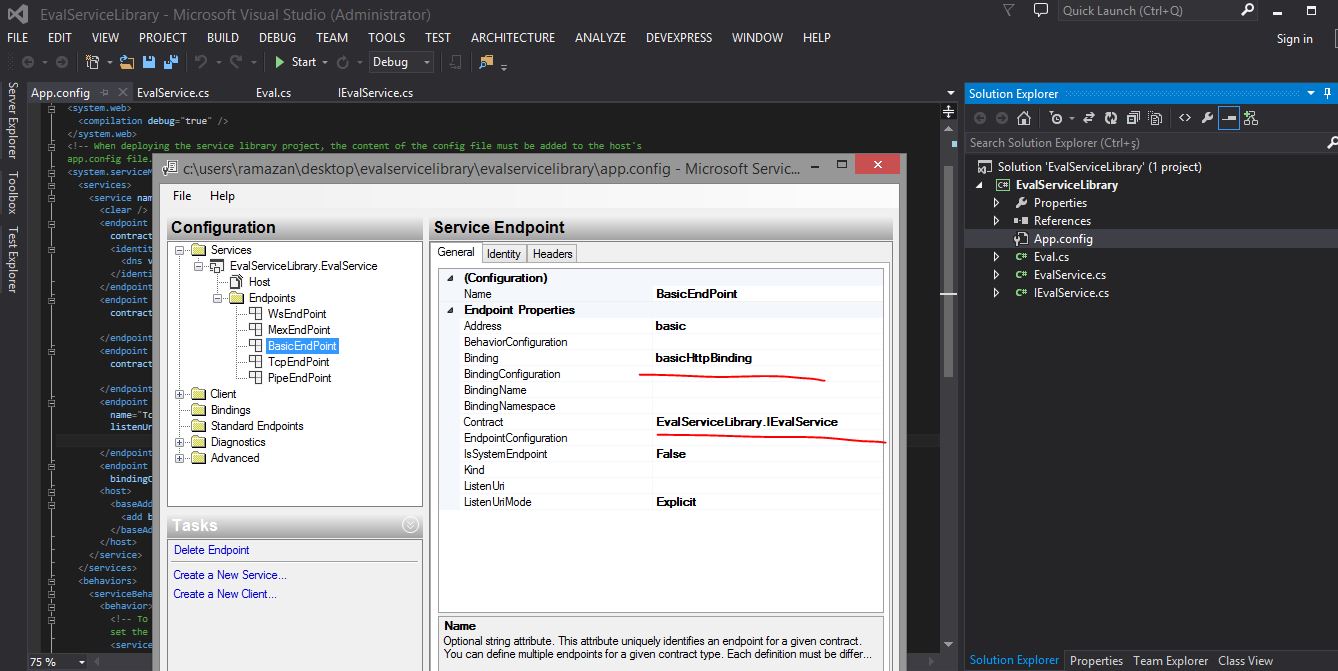 EvalServiceLibrary - Microsoft Visual Studio (Administrator)
Quick Launch (Ctrl+Q)
FILE EDIT VIEW PROJECT BUILD DEBUG TEAM TOOLS TEST ARCHITECTURE ANALYZE DEVEXPRESS WINDOW HELP
Sign in
Start Debug
Server Explorer
Toolbox
Test Explorer
App.config EvalService.cs Eval.cs IEvalService.cs
<system.web>
<compilation debug="true" />
</system.web>
<!-- When deploying the service library project, the content of the config file must be added to the host's
app.config file.
<system.serviceM
<services>
<service nam
<clear />
<endpoint
contract
<identit
<dns v
</identi
</endpoint
<endpoint
contract
</endpoint
<endpoint
contract
</endpoint
<endpoint
name="Tc
listenUr
</endpoint
<endpoint
bindingC
<host>
<baseAdd
<add b
</baseAd
</host>
</service>
</services>
<behaviors>
<serviceBeha
<behavior>
<!-- To
set the
<service
75 %
c:\users\ramazan\desktop\evalservicelibrary\evalservicelibrary\app.config - Microsoft Servic...
File Help
Configuration
Services
EvalServiceLibrary.EvalService
Host
Endpoints
WsEndPoint
MexEndPoint
BasicEndPoint
TcpEndPoint
PipeEndPoint
Client
Bindings
Standard Endpoints
Diagnostics
Advanced
Tasks
Delete Endpoint
Create a New Service...
Create a New Client...
Service Endpoint
General Identity Headers
(Configuration)
Name BasicEndPoint
Endpoint Properties
Address basic
BehaviorConfiguration
Binding basicHttpBinding
BindingConfiguration
BindingName
BindingNamespace
Contract EvalServiceLibrary.IEvalService
EndpointConfiguration
IsSystemEndpoint False
Kind
ListenUri
ListenUriMode Explicit
Name
Optional string attribute. This attribute uniquely identifies an endpoint for a given contract.
You can define multiple endpoints for a given contract type. Each definition must be differ...
Solution Explorer
Search Solution Explorer (Ctrl+ş)
Solution 'EvalServiceLibrary' (1 project)
C# EvalServiceLibrary
Properties
References
App.config
C# Eval.cs
C# EvalService.cs
C# IEvalService.cs
Solution Explorer Properties Team Explorer Class View